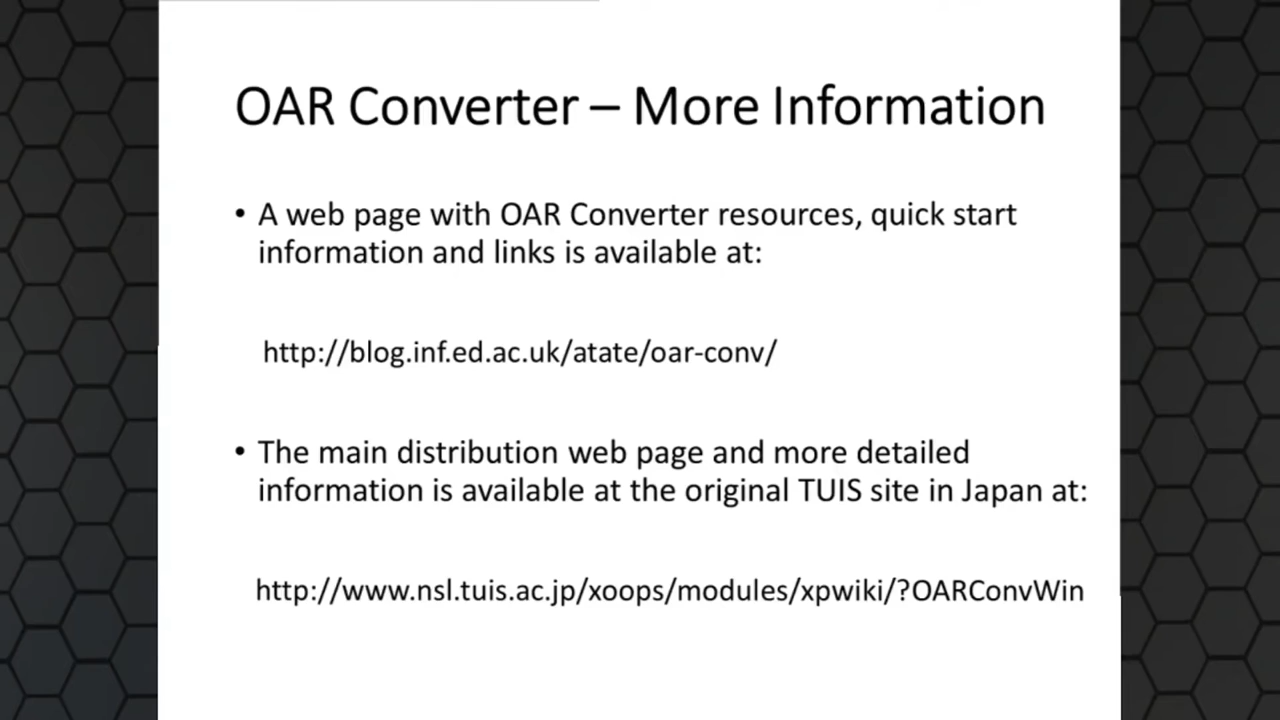 OAR Converter – More Information
• A web page with OAR Converter resources, quick start
information and links is available at:
http://blog.inf.ed.ac.uk/atate/oar-conv/
• The main distribution web page and more detailed
information is available at the original TUIS site in Japan at:
http://www.nsl.tuis.ac.jp/xoops/modules/xpwiki/?OARConvWin